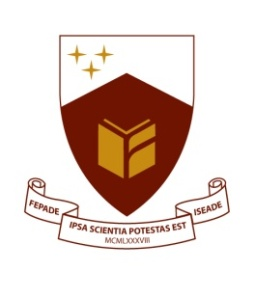 FEPADE
IPSA SCIENTIA POTESTAS EST
ISEADE
MCMLXXXVIII